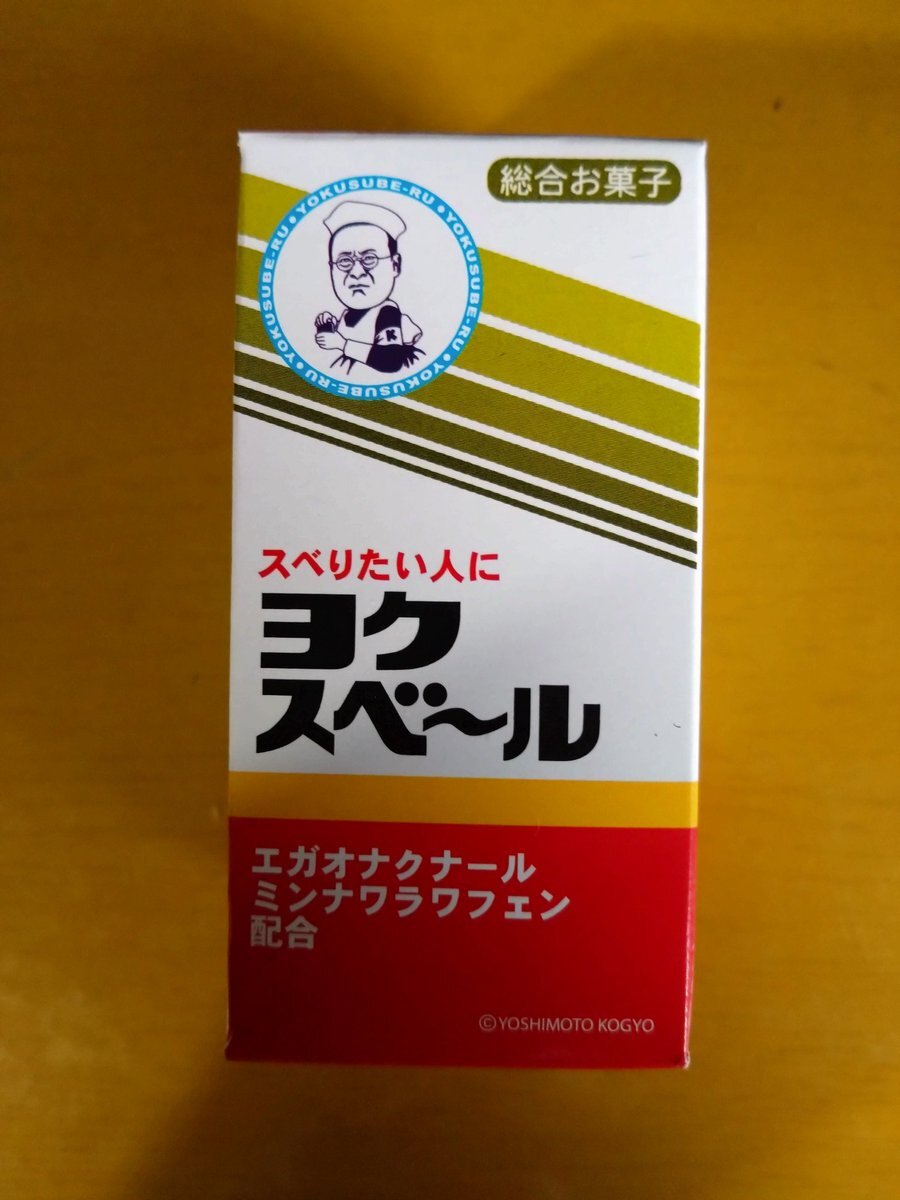 総合お菓子
YOKUSUBE-RU • YOKUSUBE-RU • YOKUSUBE-RU • YOKUSUBE-RU •
K
スベりたい人に
ヨク
スベ〜ル
エガオナクナール
ミンナワラワフェン
配合
©YOSHIMOTO KOGYO